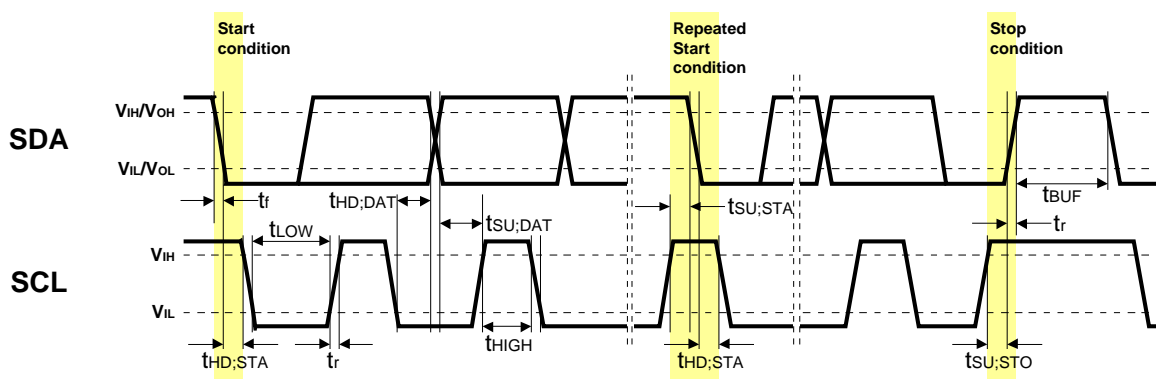 Start
condition
Repeated
Start
condition
Stop
condition
VIH/VOH
SDA
VIL/VOL
tf
tHD;DAT
tSU;DAT
tSU;STA
tBUF
tLOW
tr
VIH
SCL
VIL
tHIGH
tHD;STA
tr
tHD;STA
tSU;STO